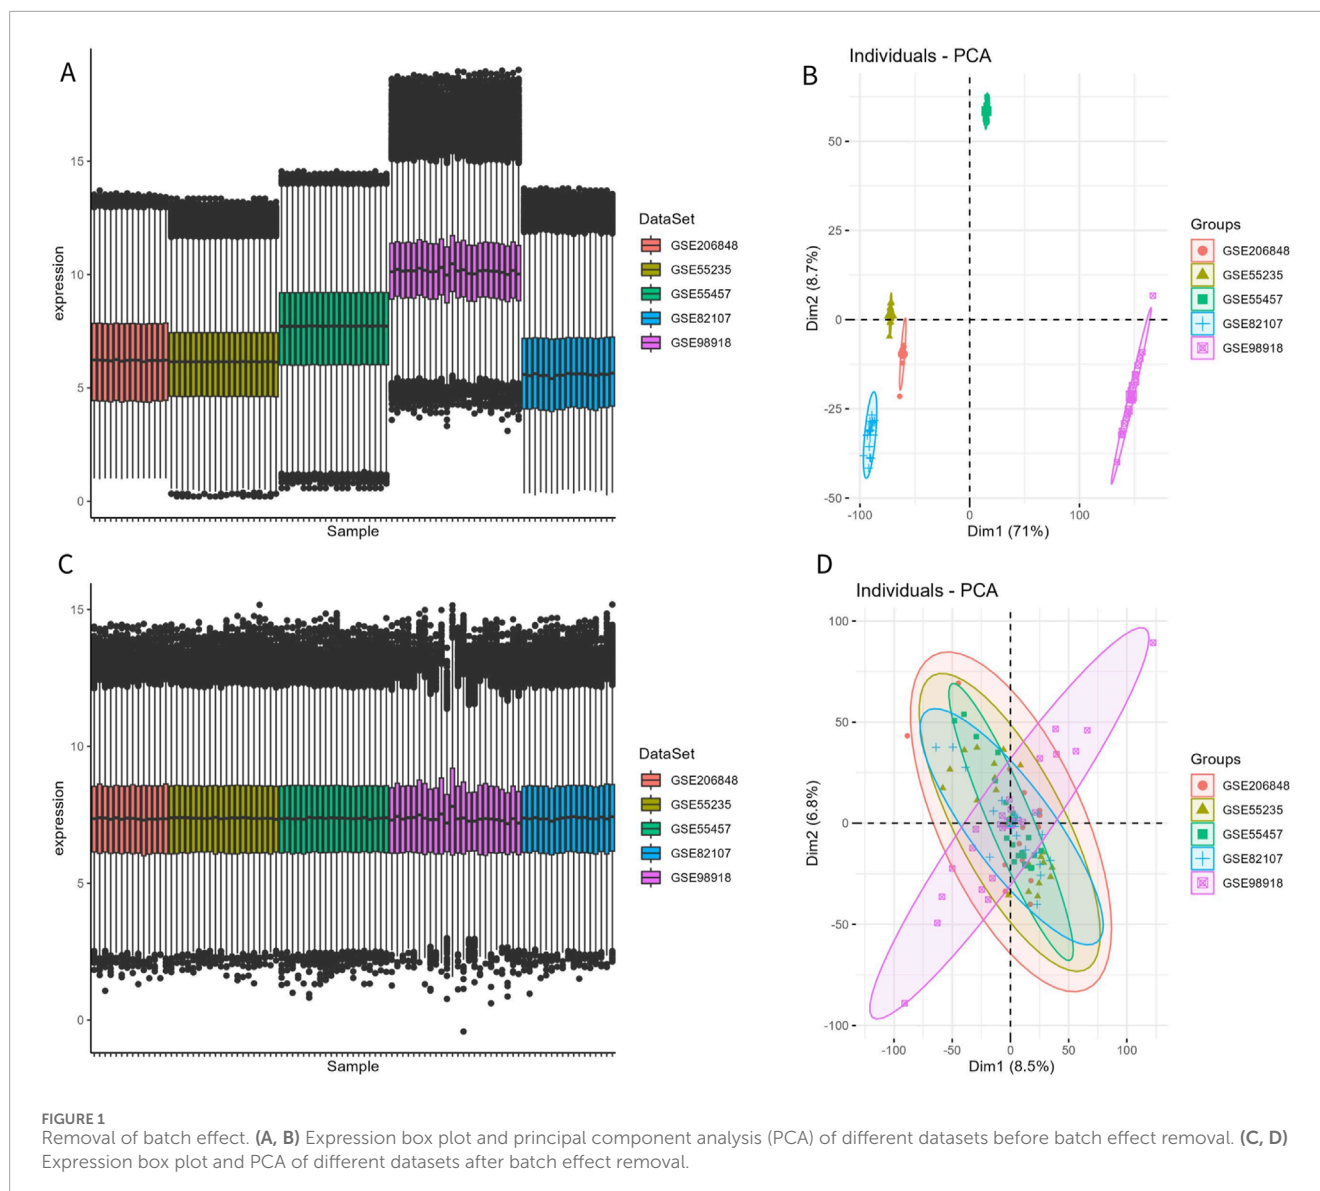 A
expression
15
10
5
0
Sample
DataSet
GSE206848
GSE55235
GSE55457
GSE82107
GSE98918
B
Individuals - PCA
Dim2 (8.7%)
50
25
0
-25
-50
-100
0
100
Dim1 (71%)
Groups
GSE206848
GSE55235
GSE55457
GSE82107
GSE98918
C
expression
15
10
5
0
Sample
DataSet
GSE206848
GSE55235
GSE55457
GSE82107
GSE98918
D
Individuals - PCA
Dim2 (6.8%)
100
50
0
-50
-100
-100
-50
0
50
100
Dim1 (8.5%)
Groups
GSE206848
GSE55235
GSE55457
GSE82107
GSE98918
FIGURE 1
Removal of batch effect. (A, B) Expression box plot and principal component analysis (PCA) of different datasets before batch effect removal. (C, D)
Expression box plot and PCA of different datasets after batch effect removal.